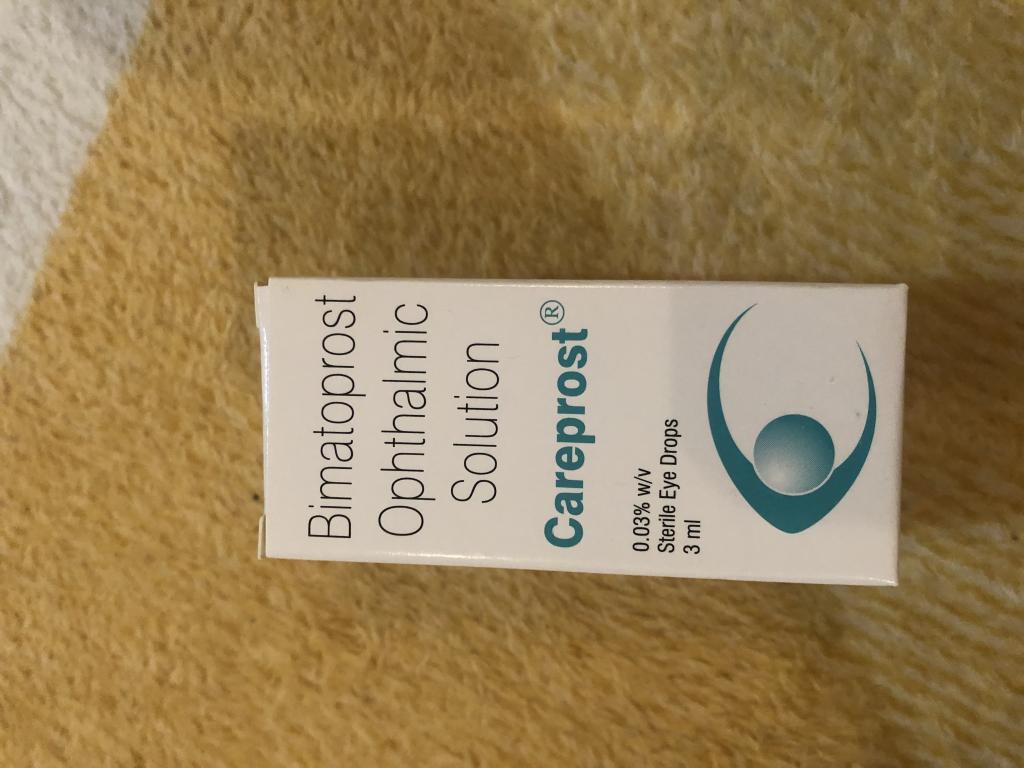 Bimatoprost
Ophthalmic
Solution
Careprost®
0.03% w/v
Sterile Eye Drops
3 ml